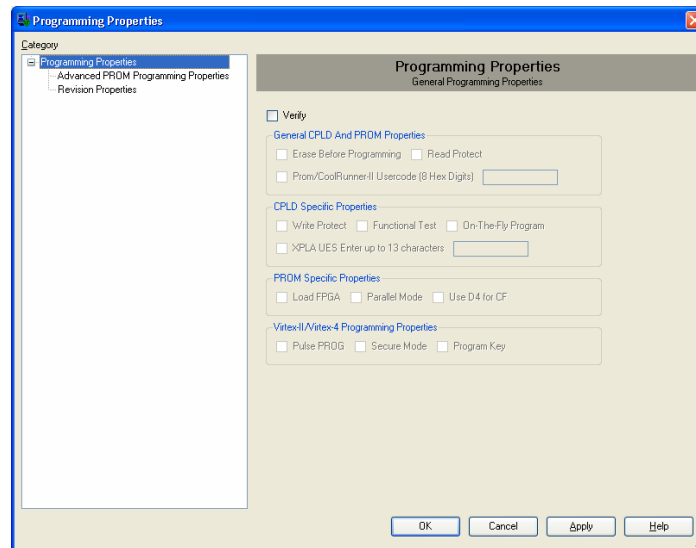 Programming Properties
Category
Programming Properties
Advanced PROM Programming Properties
Revision Properties
Programming Properties
General Programming Properties
Verify
General CPLD And PROM Properties
Erase Before Programming Read Protect
Prom/CoolRunner-II Usercode (8 Hex Digits)
CPLD Specific Properties
Write Protect Functional Test On-The-Fly Program
XPLA UES Enter up to 13 characters
PROM Specific Properties
Load FPGA Parallel Mode Use D4 for CF
Virtex-II/Virtex-4 Programming Properties
Pulse PROG Secure Mode Program Key
OK Cancel Apply Help